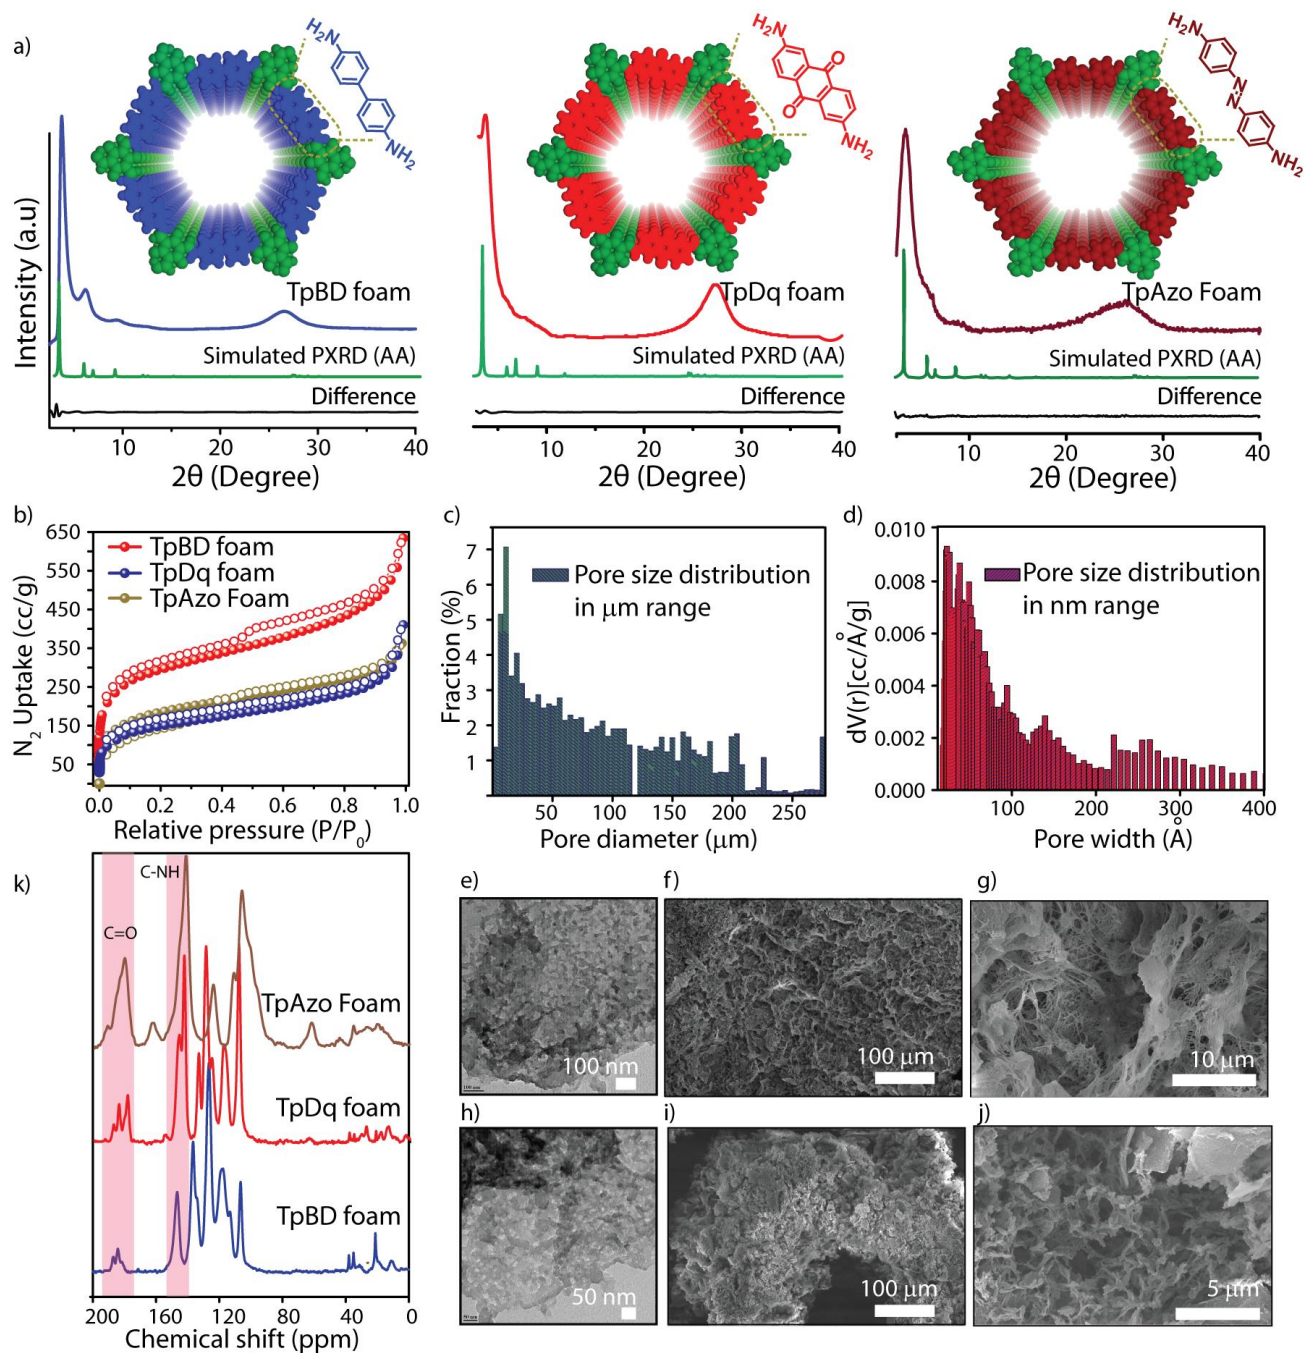 a)
H₂N
NH₂
H₂N
O
O
NH₂
H₂N
N
N
NH₂
Intensity (a.u)
TpBD foam
Simulated PXRD (AA)
Difference
10 20 30 40
2θ (Degree)
TpDq foam
Simulated PXRD (AA)
Difference
10 20 30 40
2θ (Degree)
TpAzo Foam
Simulated PXRD (AA)
Difference
10 20 30 40
2θ (Degree)
b)
N₂ Uptake (cc/g)
650
550
450
350
250
150
50
TpBD foam
TpDq foam
TpAzo Foam
0.0 0.2 0.4 0.6 0.8 1.0
Relative pressure (P/P₀)
c)
Fraction (%)
7
6
5
4
3
2
1
Pore size distribution
in μm range
50 100 150 200 250
Pore diameter (μm)
d)
dV(r)[cc/Å/g]
0.010
0.008
0.006
0.004
0.002
0.000
Pore size distribution
in nm range
100 200 300 400
Pore width (Å)
k)
C-NH
C=O
TpAzo Foam
TpDq foam
TpBD foam
200 160 120 80 40 0
Chemical shift (ppm)
e)
100 nm
100 nm
f)
100 μm
g)
10 μm
h)
50 nm
50 nm
i)
100 μm
j)
5 μm